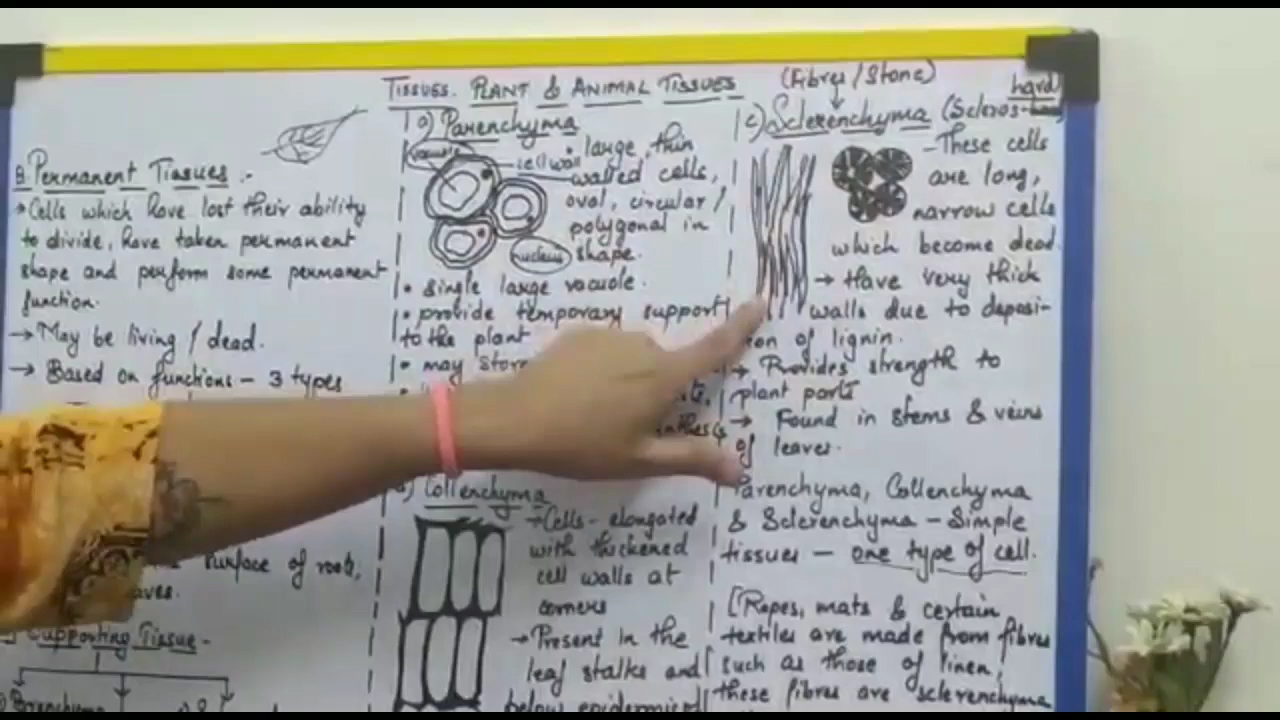 TISSUES. PLANT & ANIMAL TISSUES
B. PERMANENT TISSUES :-
Cells which have lost their ability
to divide, have taken permanent
shape and perform some permanent
function.
→ May be living / dead.
→ Based on functions - 3 types
surface of roots,
Supporting Tissue -
a) Parenchyma
vacuole
cell wall
nucleus
• large, thin
walled cells,
oval, circular /
polygonal in
shape.
• single large vacuole.
• provide temporary support
to the plant
• may store
Collenchyma
→ Cells - elongated
with thickened
cell walls at
corners
→ Present in the
leaf stalks and
below epidermical
(Fibres / Stone)
c) Sclerenchyma (Scleros-
hard
- These cells
are long,
narrow cells
which become dead.
→ Have very thick
walls due to deposi-
tion of lignin.
→ Provides strength to
plant parts
→ Found in stems & veins
of leaves.
Parenchyma, Collenchyma
& Sclerenchyma - Simple
tissues - one type of cell.
[Ropes, mats & certain
textiles are made from fibres
such as those of linen,
these fibres are sclerenchyma